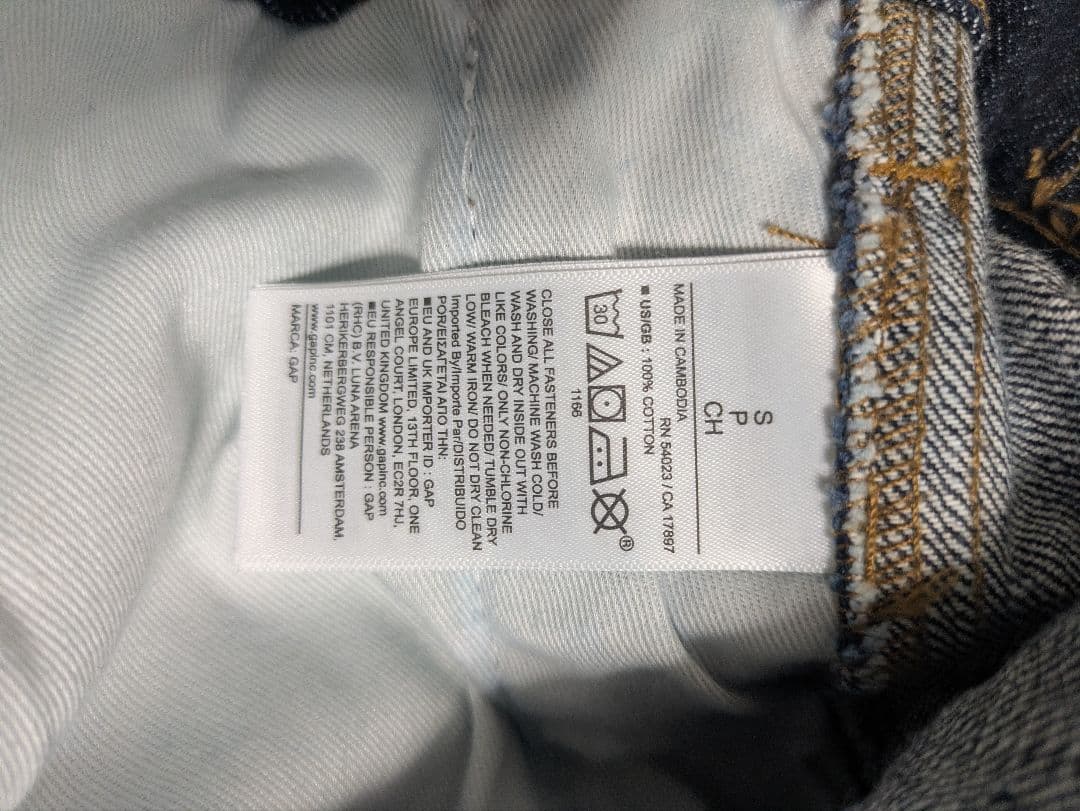 S
P
CH
MADE IN CAMBODIA
RN 54023 / CA 17897
■ US/GB : 100% COTTON
30
®
1166
CLOSE ALL FASTENERS BEFORE
WASHING/ MACHINE WASH COLD/
WASH AND DRY INSIDE OUT WITH
LIKE COLORS/ ONLY NON-CHLORINE
BLEACH WHEN NEEDED/ TUMBLE DRY
LOW/ WARM IRON/ DO NOT DRY CLEAN
Imported By/Importe Par/DISTRIBUIDO
POR/ΕΙΣΑΓΕΤΑΙ ΑΠΟ ΤΗΝ:
■EU AND UK IMPORTER ID : GAP
EUROPE LIMITED, 13TH FLOOR, ONE
ANGEL COURT, LONDON, EC2R 7HJ,
UNITED KINGDOM www.gapinc.com
■EU RESPONSIBLE PERSON : GAP
(RHC) B.V. LUNA ARENA
HERIKERBERGWEG 238 AMSTERDAM,
1101 CM, NETHERLANDS
www.gapinc.com
MARCA: GAP